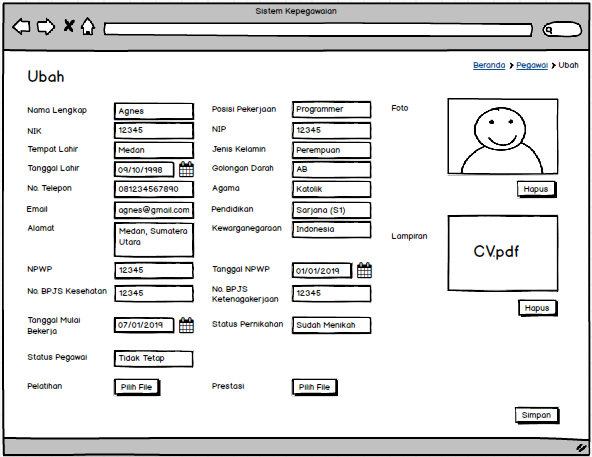 Sistem Kepegawaian
Beranda > Pegawai > Ubah
Ubah
Nama Lengkap Agnes Posisi Pekerjaan Programmer Foto
NIK 12345 NIP 12345
Tempat Lahir Medan Jenis Kelamin Perempuan
Tanggal Lahir 09/10/1998 Golongan Darah AB
No. Telepon 081234567890 Agama Katolik Hapus
Email agnes@gmail.com Pendidikan Sarjana (S1)
Alamat Medan, Sumatera Kewarganegaraan Indonesia
Utara
Lampiran CV.pdf
NPWP 12345 Tanggal NPWP 01/01/2019
No. BPJS Kesehatan 12345 No. BPJS 12345
Ketenagakerjaan
Hapus
Tanggal Mulai 07/01/2019 Status Pernikahan Sudah Menikah
Bekerja
Status Pegawai Tidak Tetap
Pelatihan Pilih File Prestasi Pilih File
Simpan